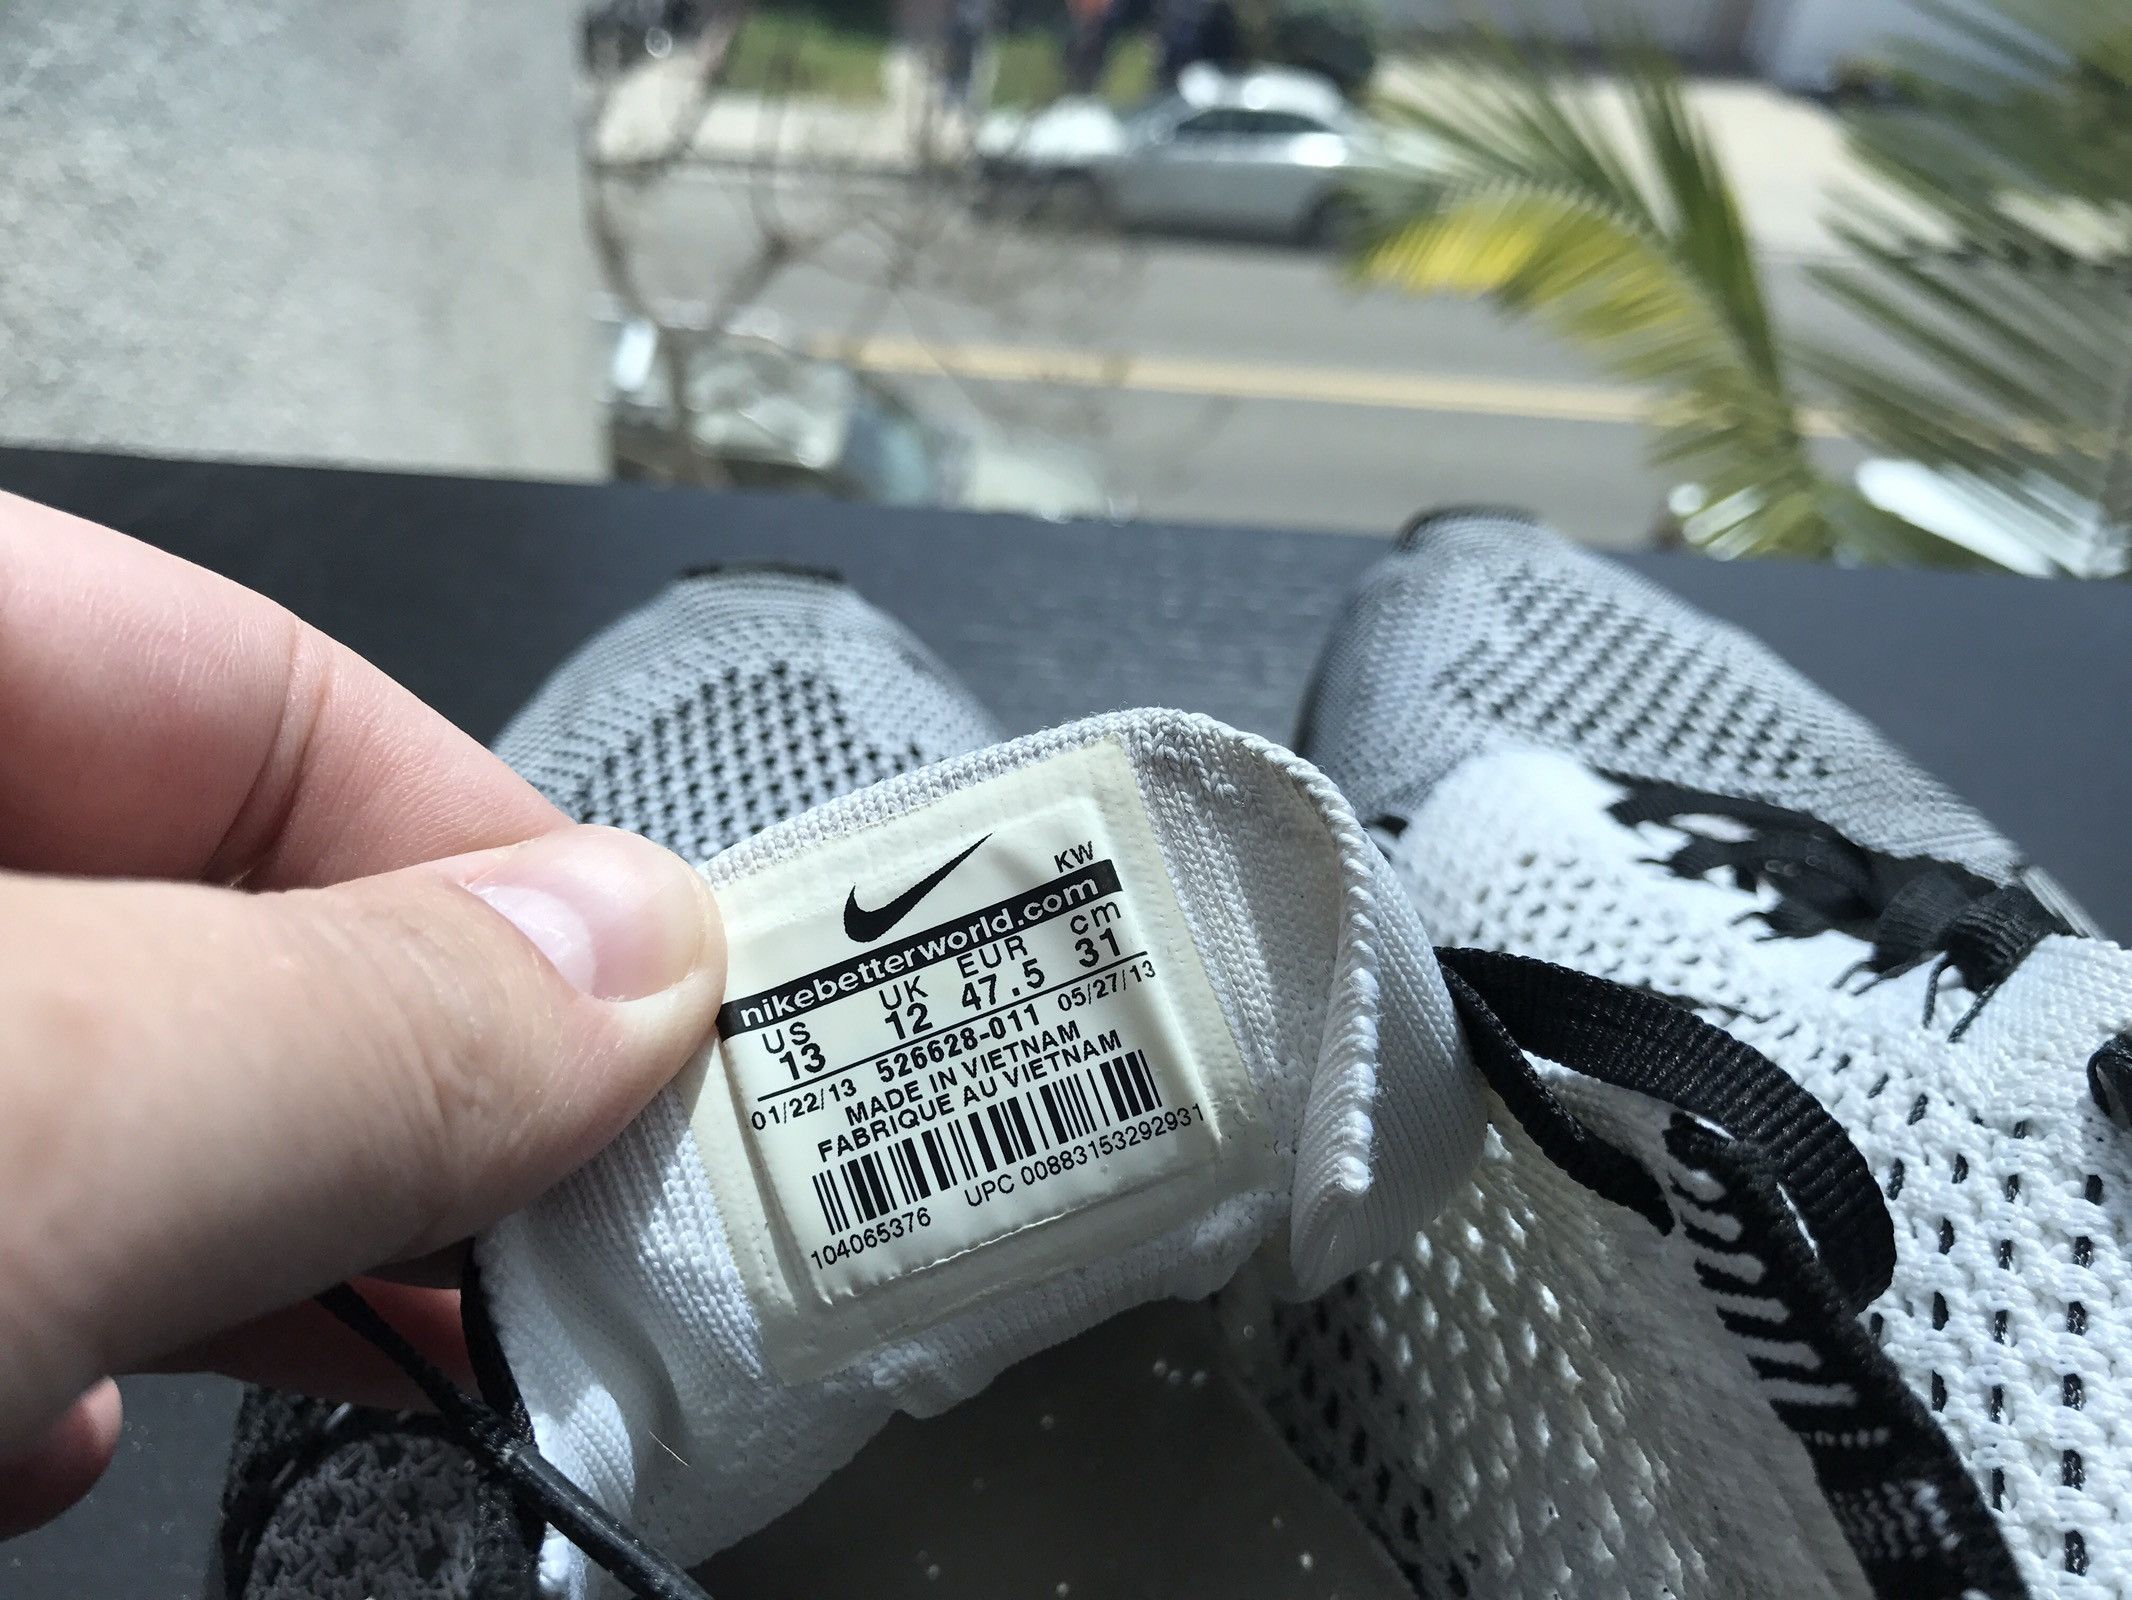 KW
nikebetterworld.com
US UK EUR cm
13 12 47.5 31
01/22/13 526628-011 05/27/13
MADE IN VIETNAM
FABRIQUE AU VIETNAM
104065376 UPC 00883153292931